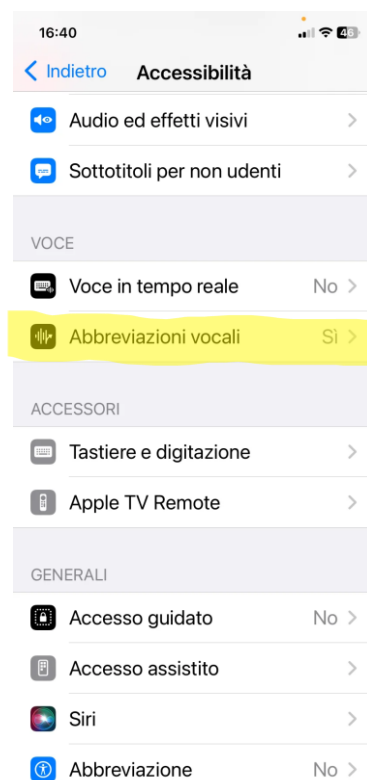 16:40 46
Indietro Accessibilità
Audio ed effetti visivi
Sottotitoli per non udenti
VOCE
Voce in tempo reale No
Abbreviazioni vocali Sì
ACCESSORI
Tastiere e digitazione
Apple TV Remote
GENERALI
Accesso guidato No
Accesso assistito
Siri
Abbreviazione No